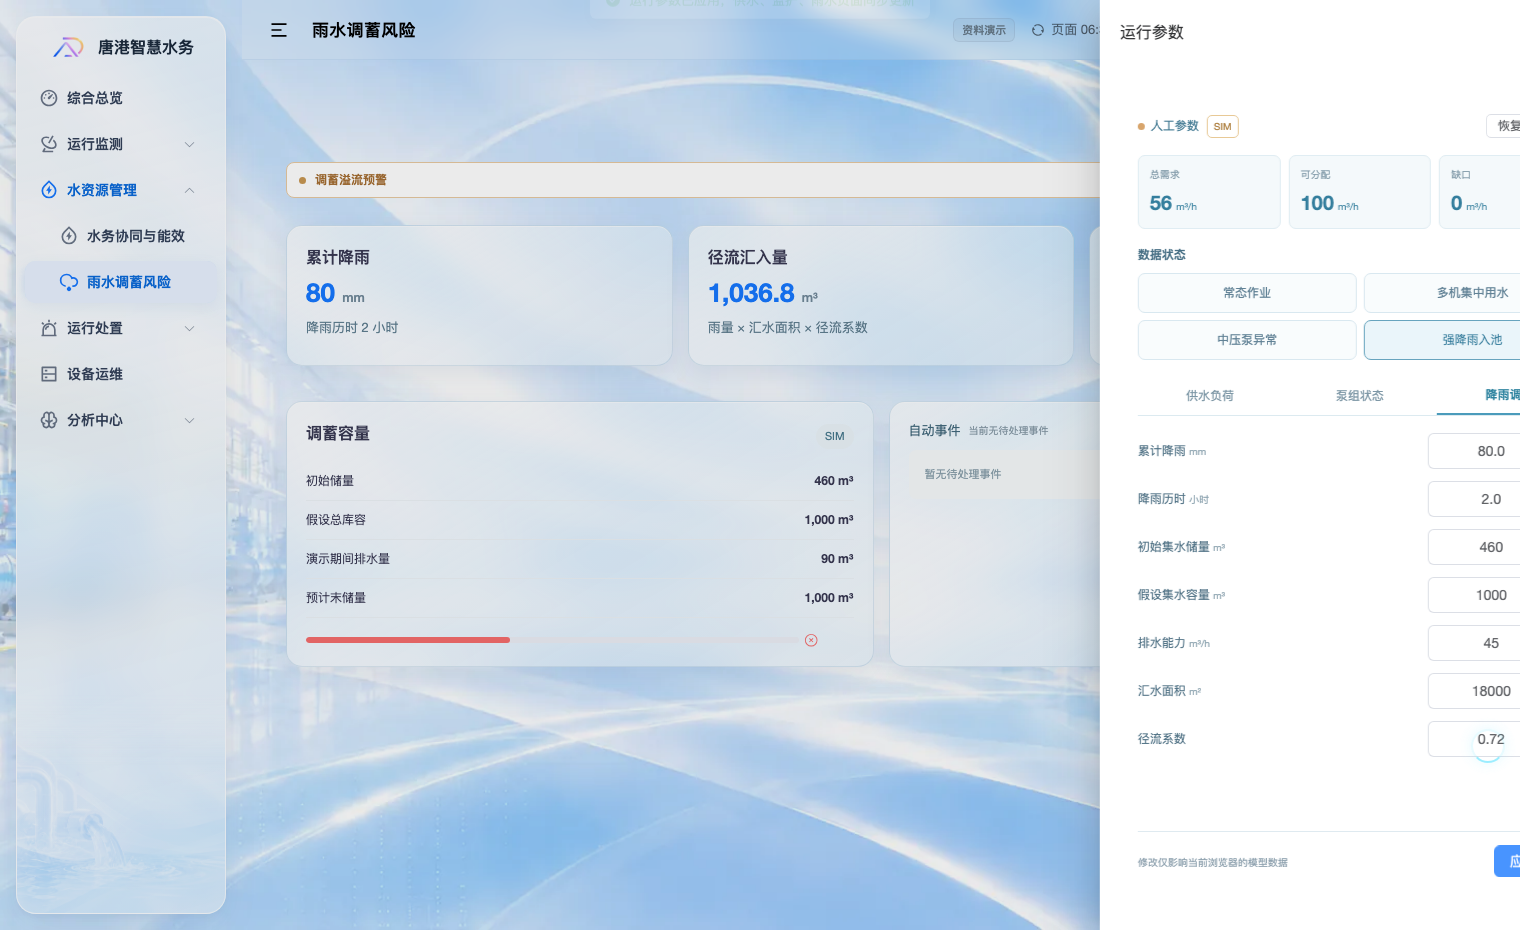 唐港智慧水务
综合总览
运行监测
水资源管理
水务协同与能效
雨水调蓄风险
运行处置
设备运维
分析中心
雨水调蓄风险
资料演示
页面 06:
调蓄溢流预警
累计降雨
80 mm
降雨历时 2 小时
径流汇入量
1,036.8 m³
雨量 × 汇水面积 × 径流系数
调蓄容量
SIM
初始储量 460 m³
假设总库容 1,000 m³
演示期间排水量 90 m³
预计末储量 1,000 m³
自动事件 当前无待处理事件
暂无待处理事件
运行参数
人工参数 SIM 恢复
总需求 可分配 缺口
56 m³/h 100 m³/h 0 m³/h
数据状态
常态作业 多机集中用水
中压泵异常 强降雨入池
供水负荷 泵组状态 降雨调
累计降雨 mm 80.0
降雨历时 小时 2.0
初始集水储量 m³ 460
假设集水容量 m³ 1000
排水能力 m³/h 45
汇水面积 m² 18000
径流系数 0.72
修改仅影响当前浏览器的模型数据